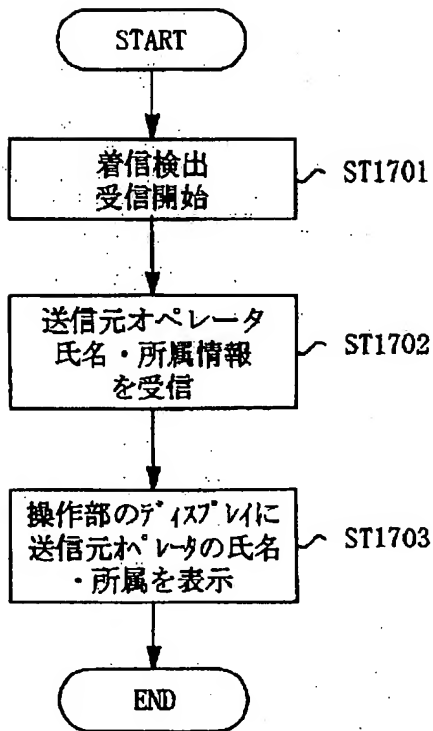 START
着信検出
受信開始
ST1701
送信元オペレータ
氏名・所属情報
を受信
ST1702
操作部のディスプレイに
送信元オペレータの氏名
・所属を表示
ST1703
END